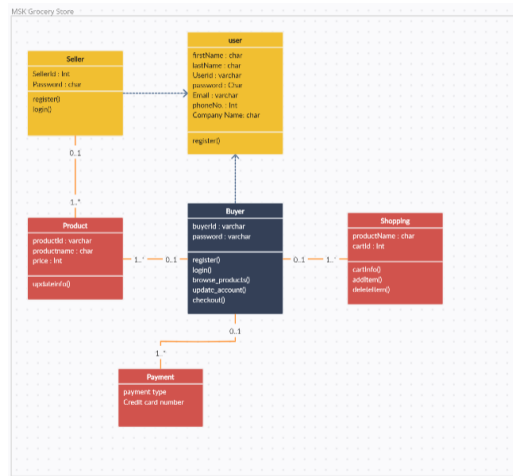 MSK Grocery Store
user
firstName : char
lastName : char
UserId : varchar
password : Char
Email : varchar
phoneNo. : Int
Company Name: char
register()
Seller
SellerId : Int
Password : char
register()
login()
0..1
1..*
Product
productId : varchar
productname : char
price : Int
updateinfo()
1..*
0..1
Buyer
buyerId : varchar
password : varchar
register()
login()
browse_products()
update_account()
checkout()
0..1
1..*
Shopping
productName : char
cartId : Int
cartInfo()
addItem()
deleteItem()
0..1
1..*
Payment
payment type
Credit card number